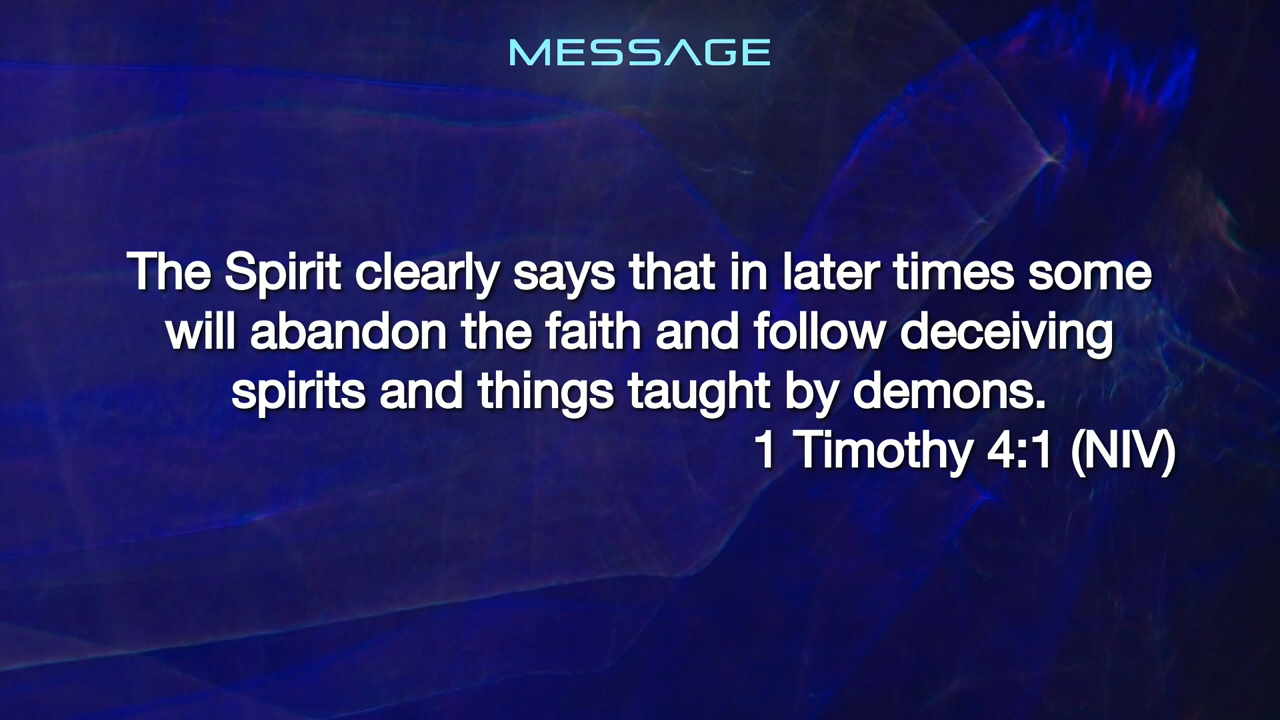 MESSAGE
The Spirit clearly says that in later times some
will abandon the faith and follow deceiving
spirits and things taught by demons.
1 Timothy 4:1 (NIV)